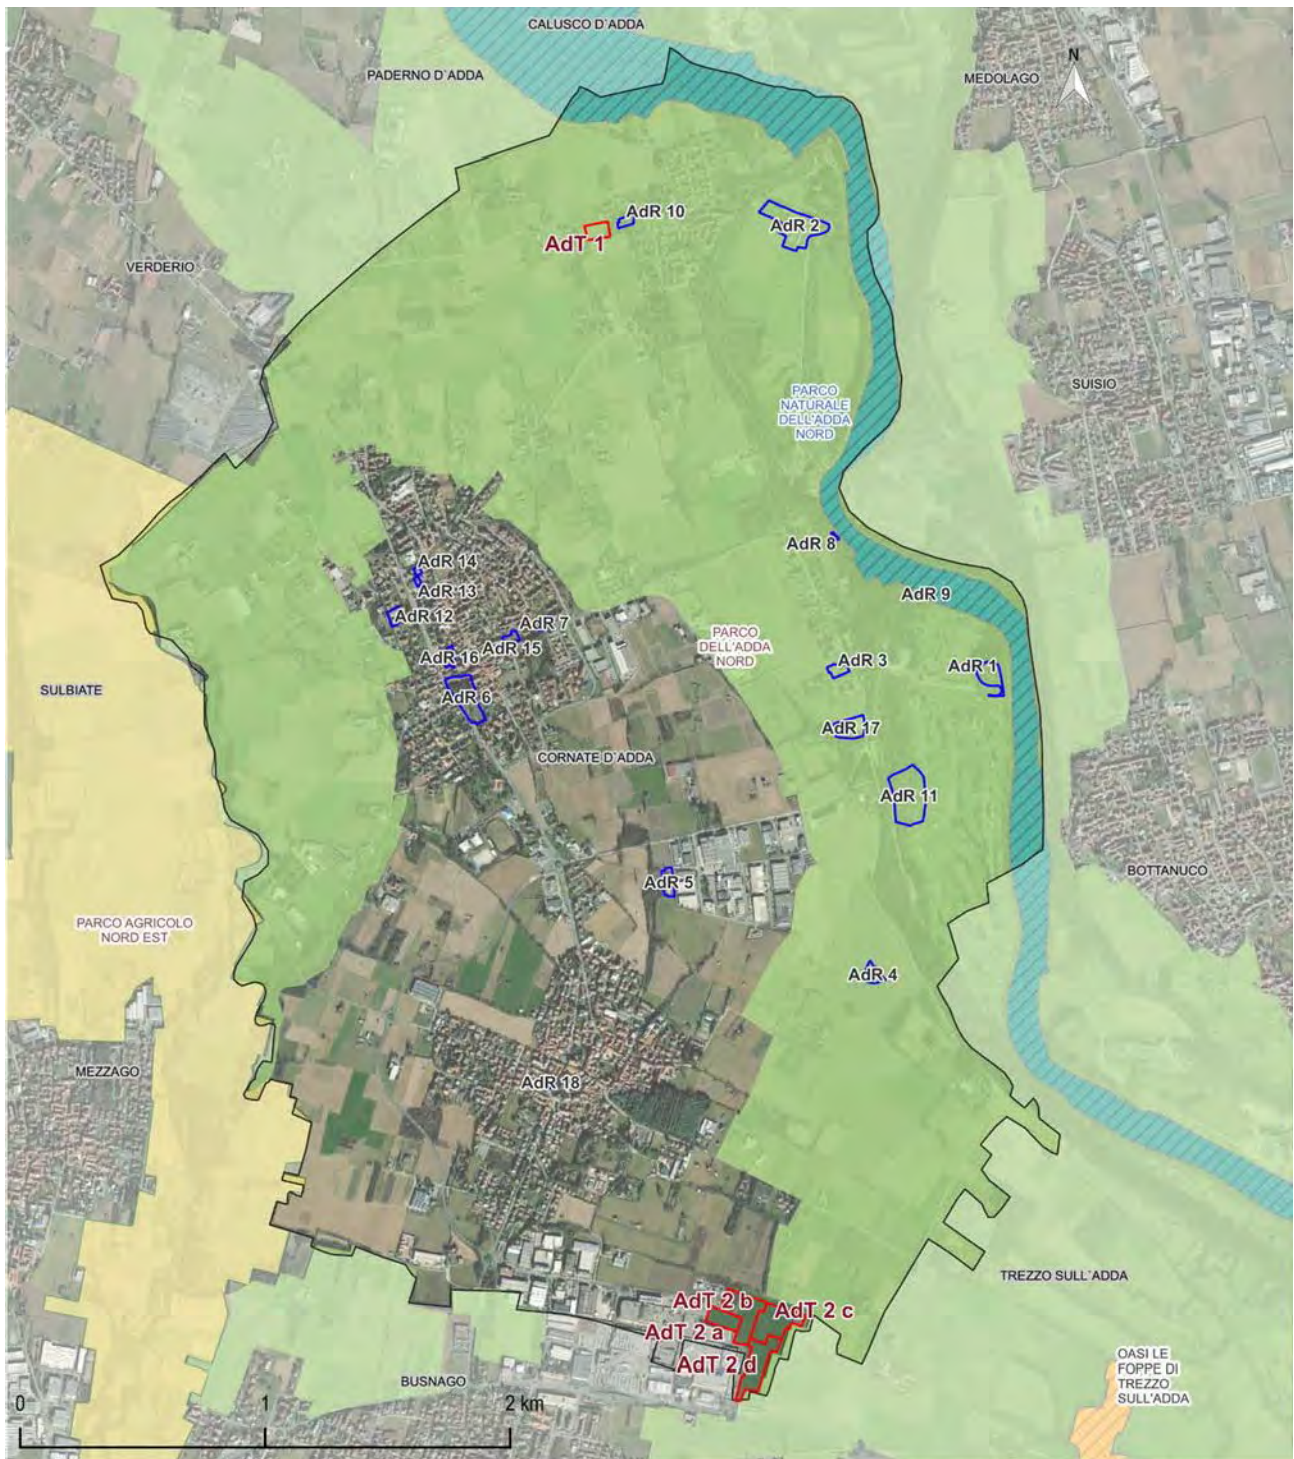 CALUSCO D`ADDA
PADERNO D`ADDA
N
MEDOLAGO
AdR 10
AdR 2
AdT 1
VERDERIO
SUISIO
PARCO
NATURALE
DELL'ADDA
NORD
AdR 8
AdR 14
AdR 13
AdR 9
AdR 12
AdR 7
AdR 15
AdR 16
PARCO
DELL'ADDA
NORD
AdR 3
AdR 1
SULBIATE
AdR 6
AdR 17
CORNATE D`ADDA
AdR 11
AdR 5
BOTTANUCO
PARCO AGRICOLO
NORD EST
AdR 4
MEZZAGO
AdR 18
TREZZO SULL`ADDA
AdT 2 b
AdT 2 c
AdT 2 a
AdT 2 d
BUSNAGO
OASI LE
FOPPE DI
TREZZO
SULL'ADDA
0 1 2 km